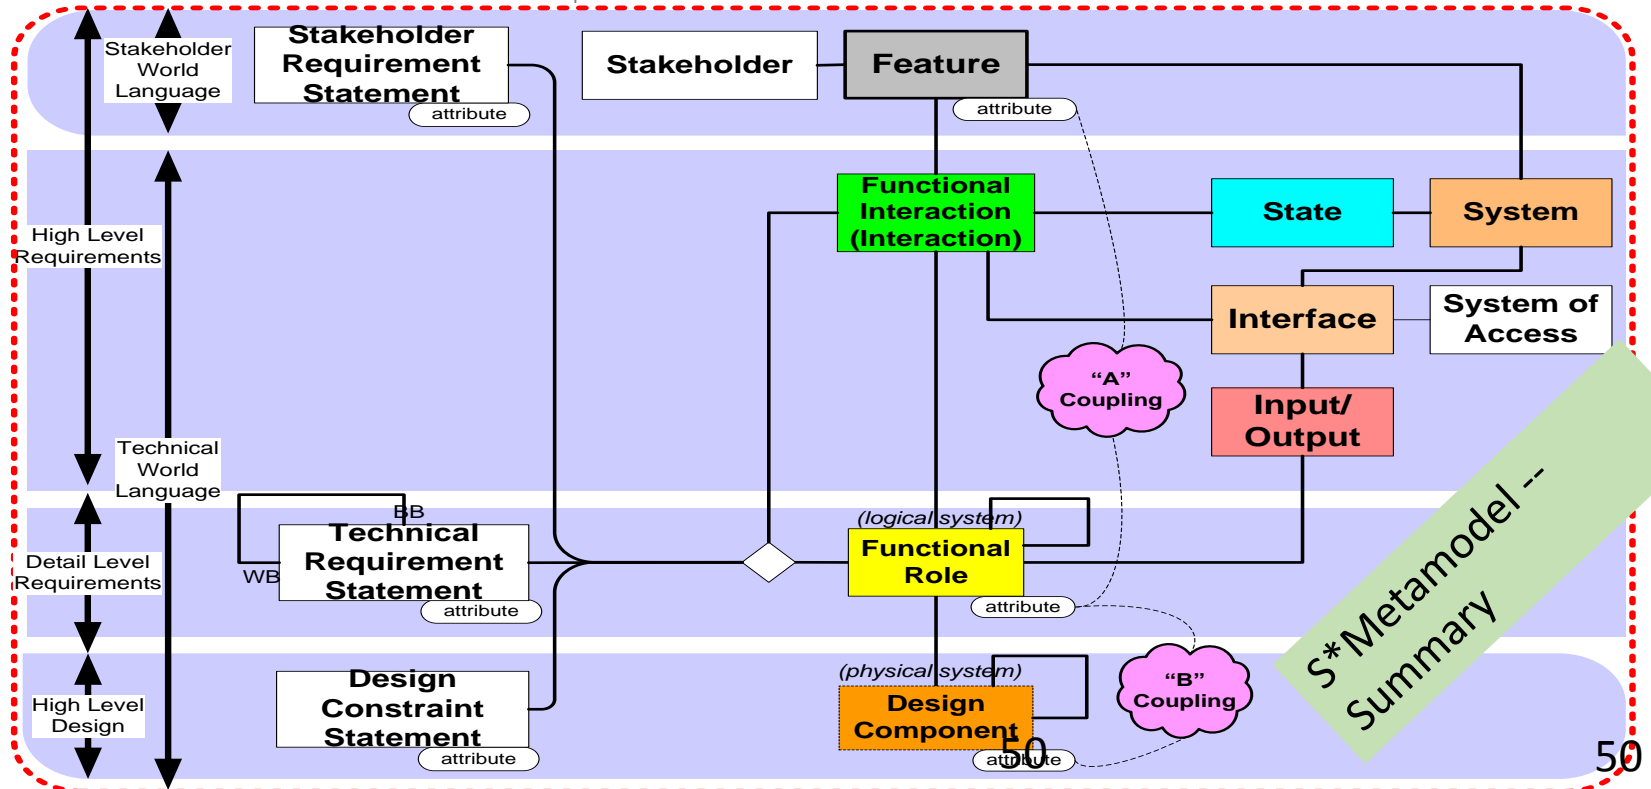 Stakeholder
World
Language
Stakeholder
Requirement
Statement
attribute
Stakeholder
Feature
attribute
High Level
Requirements
Functional
Interaction
(Interaction)
State
System
Interface
System of
Access
"A"
Coupling
Input/
Output
Technical
World
Language
Detail Level
Requirements
BB
WB
Technical
Requirement
Statement
attribute
(logical system)
Functional
Role
attribute
S*Metamodel --
Summary
High Level
Design
Design
Constraint
Statement
attribute
(physical system)
Design
Component
attribute
"B"
Coupling
50
50